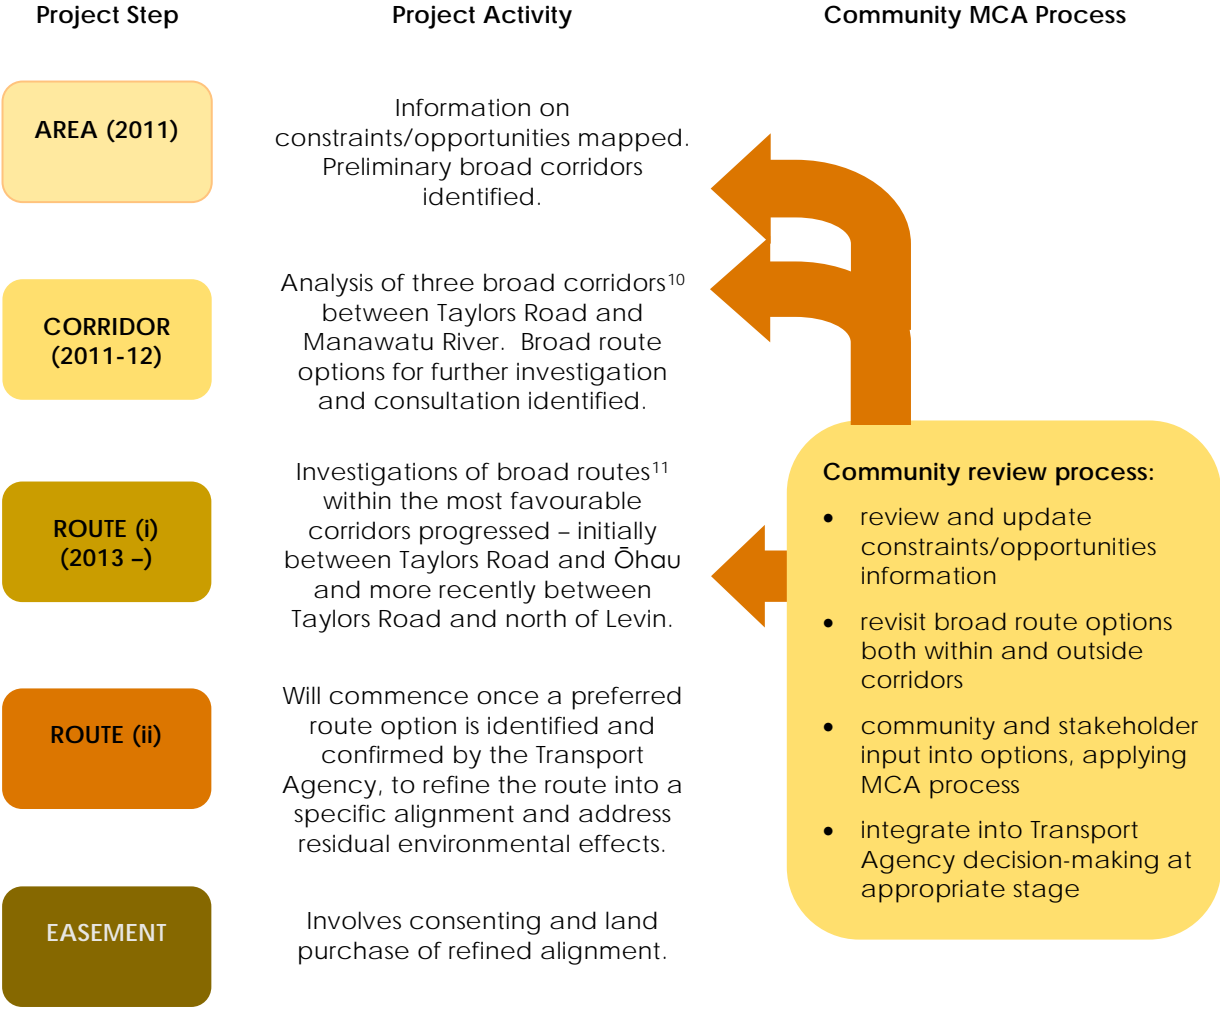 Project Step
Project Activity
Community MCA Process
AREA (2011)
Information on
constraints/opportunities mapped.
Preliminary broad corridors
identified.
CORRIDOR
(2011-12)
Analysis of three broad corridors10
between Taylors Road and
Manawatu River.  Broad route
options for further investigation
and consultation identified.
ROUTE (i)
(2013 –)
Investigations of broad routes11
within the most favourable
corridors progressed – initially
between Taylors Road and Ōhau
and more recently between
Taylors Road and north of Levin.
ROUTE (ii)
Will commence once a preferred
route option is identified and
confirmed by the Transport
Agency, to refine the route into a
specific alignment and address
residual environmental effects.
EASEMENT
Involves consenting and land
purchase of refined alignment.
Community review process:
• review and update
constraints/opportunities
information
• revisit broad route options
both within and outside
corridors
• community and stakeholder
input into options, applying
MCA process
• integrate into Transport
Agency decision-making at
appropriate stage